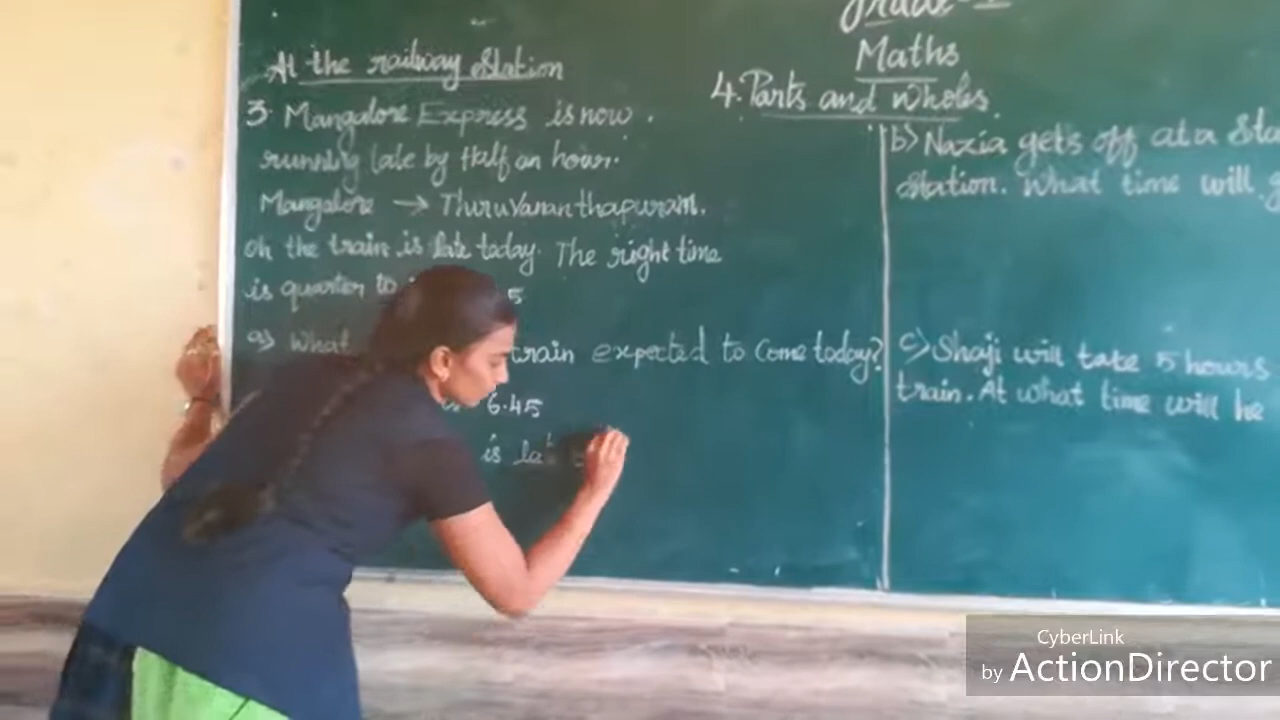 Maths
4. Parts and wholes.
At the railway station
3. Mangalore Express is now.
running late by Half an hour.
Mangalore → Thiruvananthapuram.
Oh the train is late today. The right time
is quarter to 5
a) What train expected to come today?
6.45
is lat
b) Nazia gets off at a Sta
station. What time will g
c) Shaji will take 5 hours
train. At what time will he
CyberLink
by ActionDirector